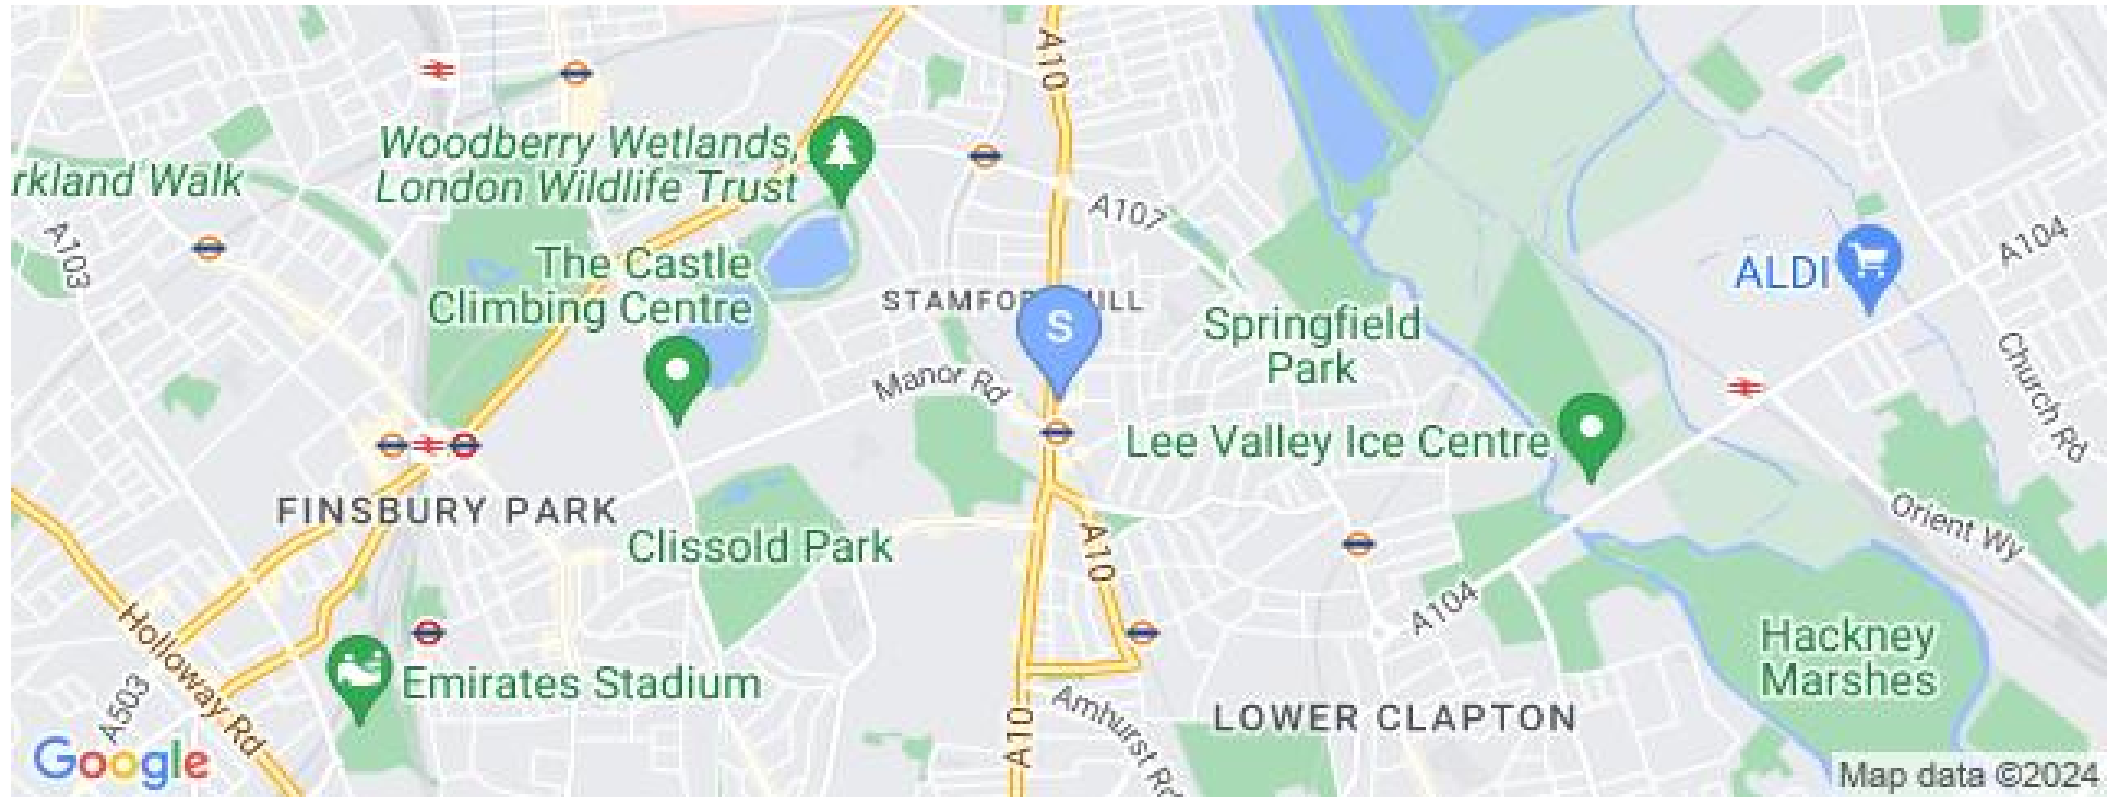 A10
Woodberry Wetlands,
London Wildlife Trust
rkland Walk
A107
A103
A104
The Castle
Climbing Centre
ALDI
S
Springfield
Park
Manor Rd
Church Rd
Lee Valley Ice Centre
FINSBURY PARK
Orient Wy
Clissold Park
A10
A104
Holloway Rd
Hackney
Marshes
Emirates Stadium
A503
Amhurst Rd
LOWER CLAPTON
A10
Google
Map data ©2024